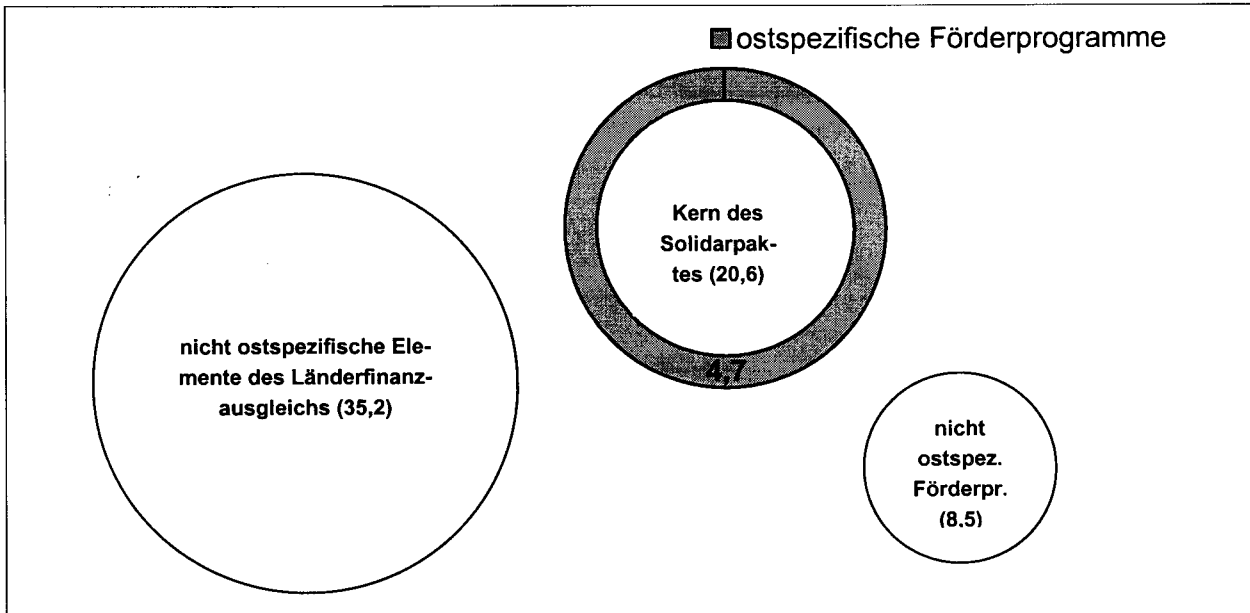 ostspezifische Förderprogramme
Kern des
Solidarpak-
tes (20,6)
4,7
nicht ostspezifische Ele-
mente des Länderfinanz-
ausgleichs (35,2)
nicht
ostspez.
Förderpr.
(8,5)